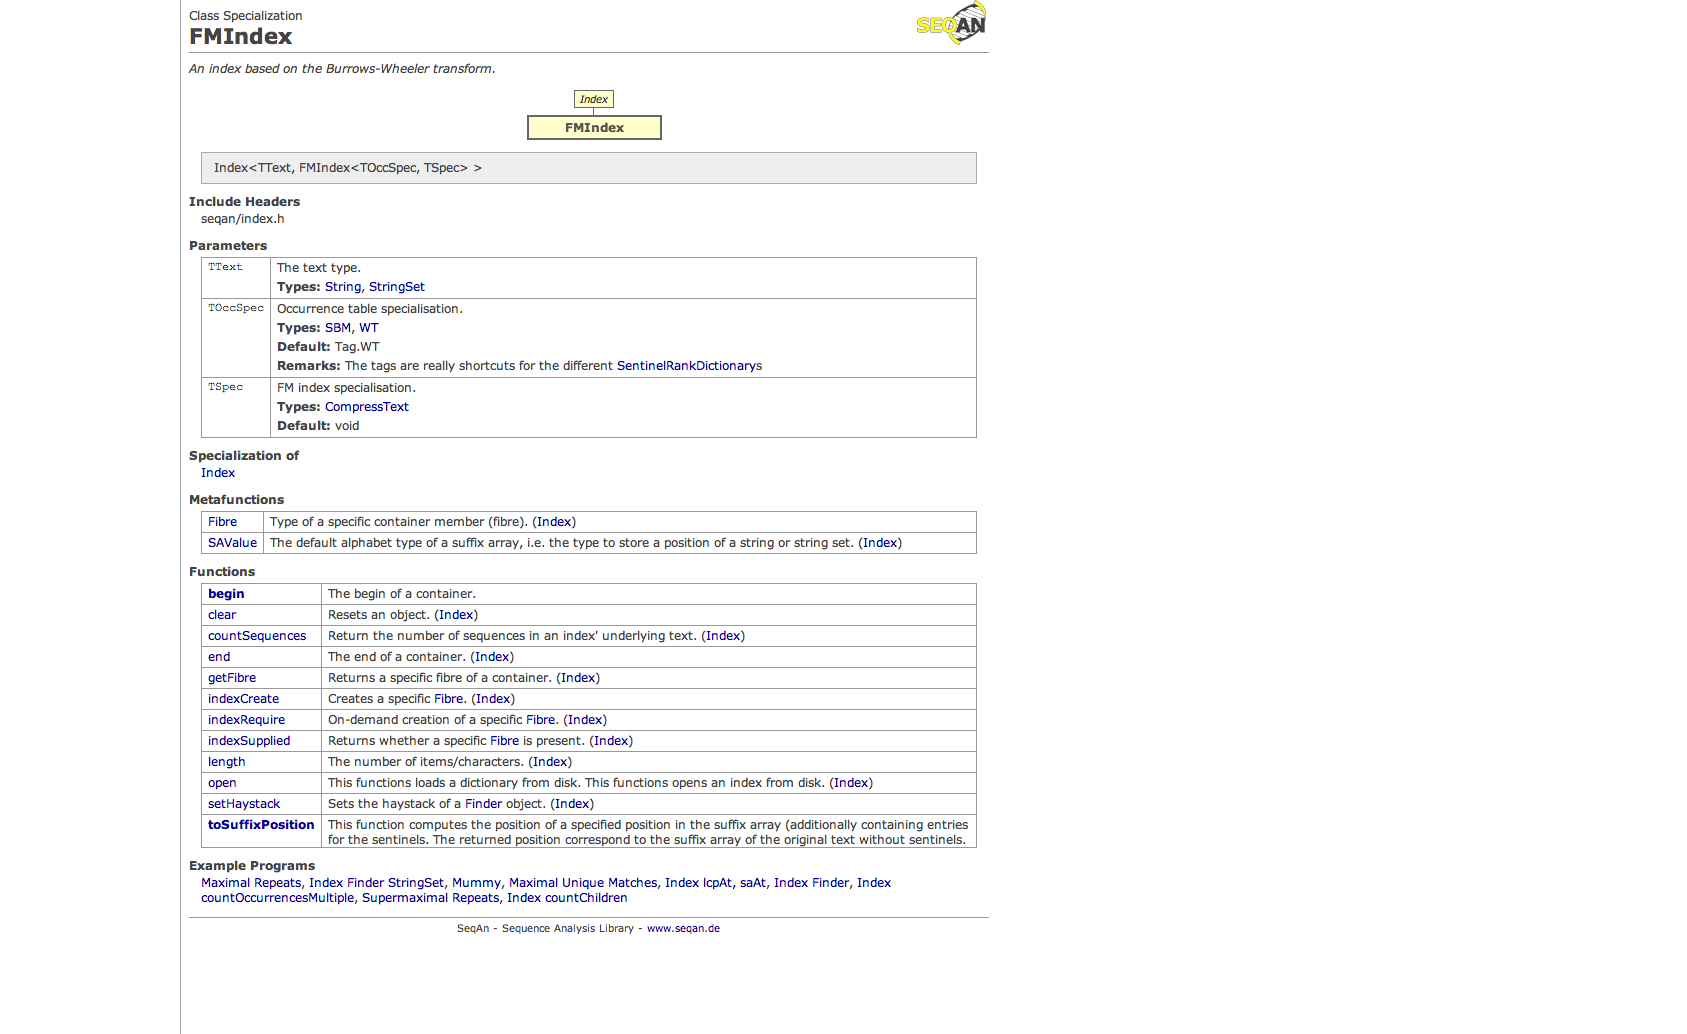 Class Specialization
FMIndex
SEQAN
An index based on the Burrows-Wheeler transform.
Index
FMIndex
Index<TText, FMIndex<TOccSpec, TSpec> >
Include Headers
seqan/index.h
Parameters
TText The text type.
Types: String, StringSet
TOccSpec Occurrence table specialisation.
Types: SBM, WT
Default: Tag.WT
Remarks: The tags are really shortcuts for the different SentinelRankDictionarys
TSpec FM index specialisation.
Types: CompressText
Default: void
Specialization of
Index
Metafunctions
Fibre Type of a specific container member (fibre). (Index)
SAValue The default alphabet type of a suffix array, i.e. the type to store a position of a string or string set. (Index)
Functions
begin The begin of a container.
clear Resets an object. (Index)
countSequences Return the number of sequences in an index' underlying text. (Index)
end The end of a container. (Index)
getFibre Returns a specific fibre of a container. (Index)
indexCreate Creates a specific Fibre. (Index)
indexRequire On-demand creation of a specific Fibre. (Index)
indexSupplied Returns whether a specific Fibre is present. (Index)
length The number of items/characters. (Index)
open This functions loads a dictionary from disk. This functions opens an index from disk. (Index)
setHaystack Sets the haystack of a Finder object. (Index)
toSuffixPosition This function computes the position of a specified position in the suffix array (additionally containing entries
for the sentinels. The returned position correspond to the suffix array of the original text without sentinels.
Example Programs
Maximal Repeats, Index Finder StringSet, Mummy, Maximal Unique Matches, Index lcpAt, saAt, Index Finder, Index
countOccurrencesMultiple, Supermaximal Repeats, Index countChildren
SeqAn - Sequence Analysis Library - www.seqan.de